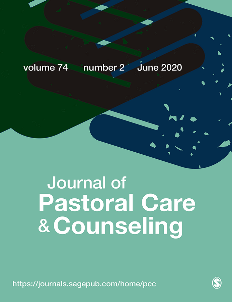 volume 74 number 2 June 2020
Journal of
Pastoral Care
& Counseling
https://journals.sagepub.com/home/pcc